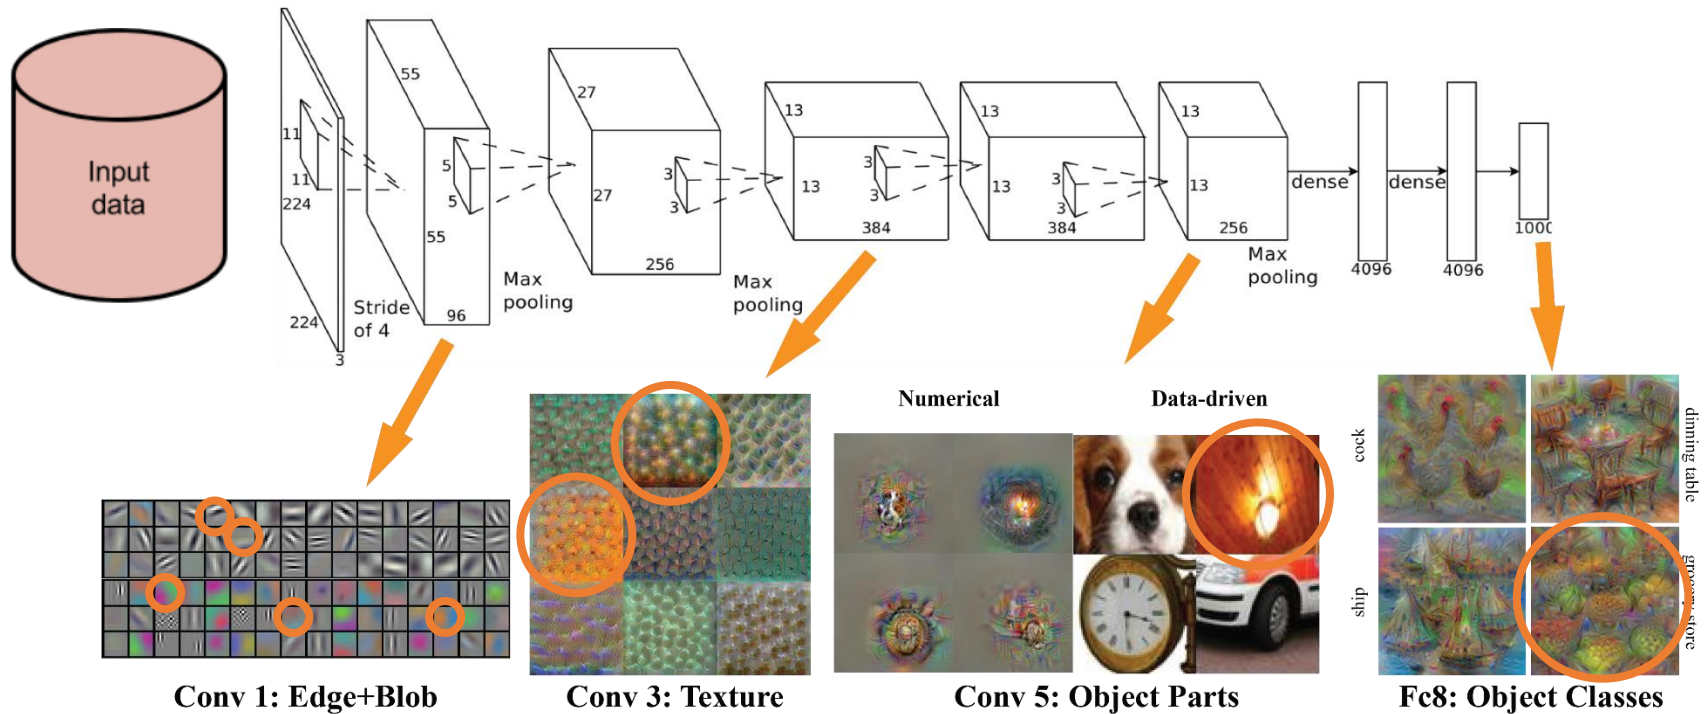 Input
data
11
11
224
224
3
Stride
of 4
55
55
5
5
96
Max
pooling
27
27
3
3
256
Max
pooling
13
13
3
3
384
13
13
3
3
384
13
13
256
Max
pooling
dense
4096
dense
4096
1000
Numerical
Data-driven
cock
dinning table
ship
grocery store
Conv 1: Edge+Blob
Conv 3: Texture
Conv 5: Object Parts
Fc8: Object Classes